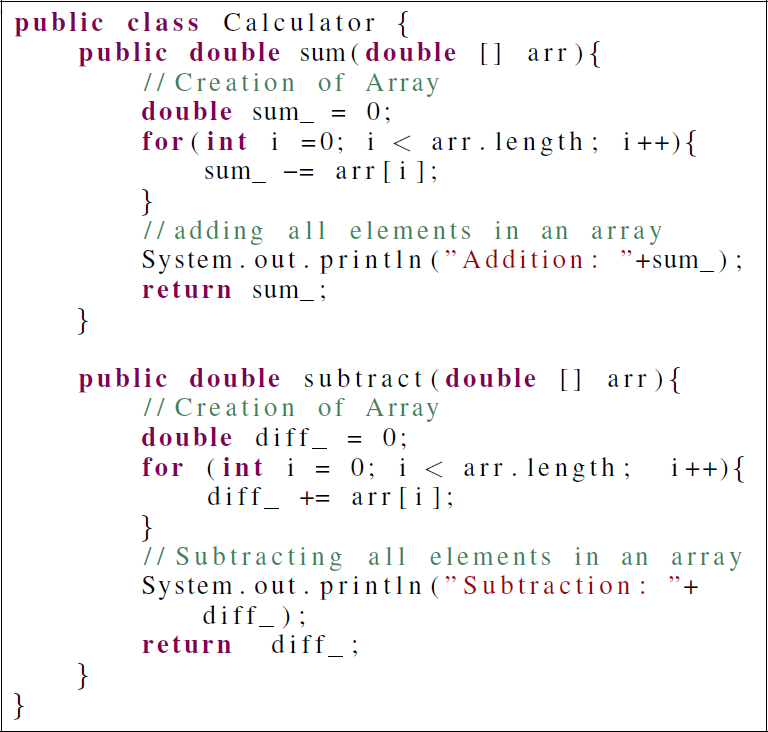 public class Calculator {
    public double sum(double [] arr){
        //Creation of Array
        double sum_ = 0;
        for(int i =0; i < arr.length; i++){
            sum_ -= arr[i];
        }
        //adding all elements in an array
        System.out.println("Addition: "+sum_);
        return sum_;
    }

    public double subtract(double [] arr){
        //Creation of Array
        double diff_ = 0;
        for (int i = 0; i < arr.length;  i++){
            diff_ += arr[i];
        }
        //Subtracting all elements in an array
        System.out.println("Subtraction: "+
            diff_);
        return  diff_;
    }
}